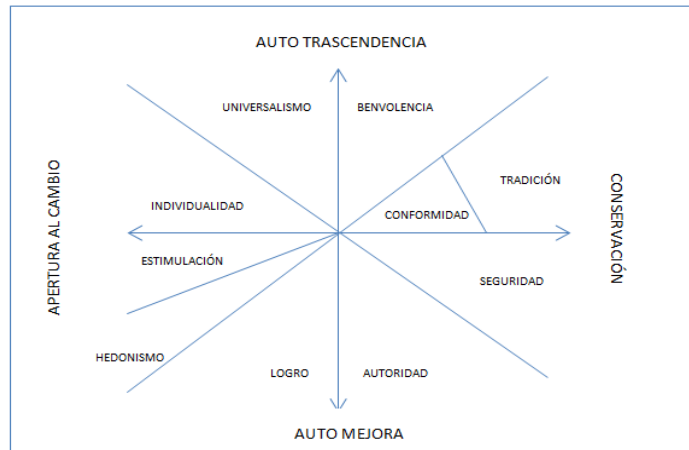 AUTO TRASCENDENCIA
UNIVERSALISMO
BENVOLENCIA
APERTURA AL CAMBIO
INDIVIDUALIDAD
TRADICIÓN
CONFORMIDAD
CONSERVACIÓN
ESTIMULACIÓN
SEGURIDAD
HEDONISMO
LOGRO
AUTORIDAD
AUTO MEJORA